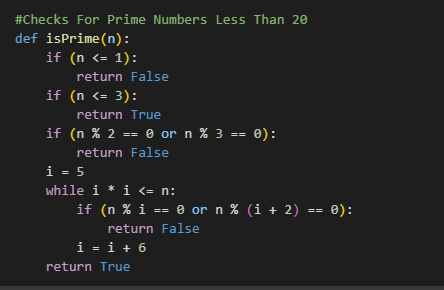 #Checks For Prime Numbers Less Than 20
def isPrime(n):
    if (n <= 1):
        return False
    if (n <= 3):
        return True
    if (n % 2 == 0 or n % 3 == 0):
        return False
    i = 5
    while i * i <= n:
        if (n % i == 0 or n % (i + 2) == 0):
            return False
        i = i + 6
    return True